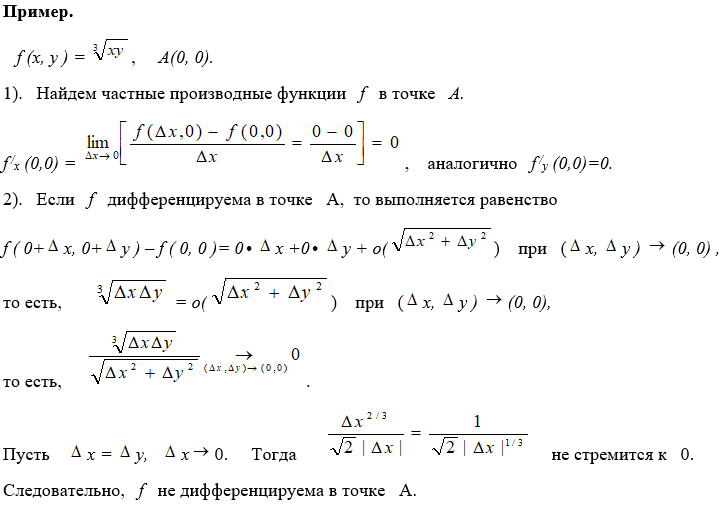 Пример.
f (x, y ) = ∛xy , A(0, 0).
1). Найдем частные производные функции f в точке A.
f′x (0,0) = lim Δx→0 [ (f(Δx,0) − f(0,0)) / Δx = (0 − 0) / Δx ] = 0 , аналогично f′y (0,0)=0.
2). Если f дифференцируема в точке А, то выполняется равенство
f ( 0+ Δ x, 0+ Δ y ) – f ( 0, 0 )= 0• Δ x +0• Δ y + o( √(Δx² + Δy²) ) при ( Δ x, Δ y ) → (0, 0) ,
то есть, ∛(ΔxΔy) = o( √(Δx² + Δy²) ) при ( Δ x, Δ y ) → (0, 0),
то есть, ∛(ΔxΔy) / √(Δx² + Δy²) → (Δx,Δy)→(0,0) 0 .
Пусть Δ x = Δ y, Δ x → 0. Тогда Δx^2/3 / (√2 | Δx |) = 1 / (√2 | Δx |^1/3) не стремится к 0.
Следовательно, f не дифференцируема в точке А.